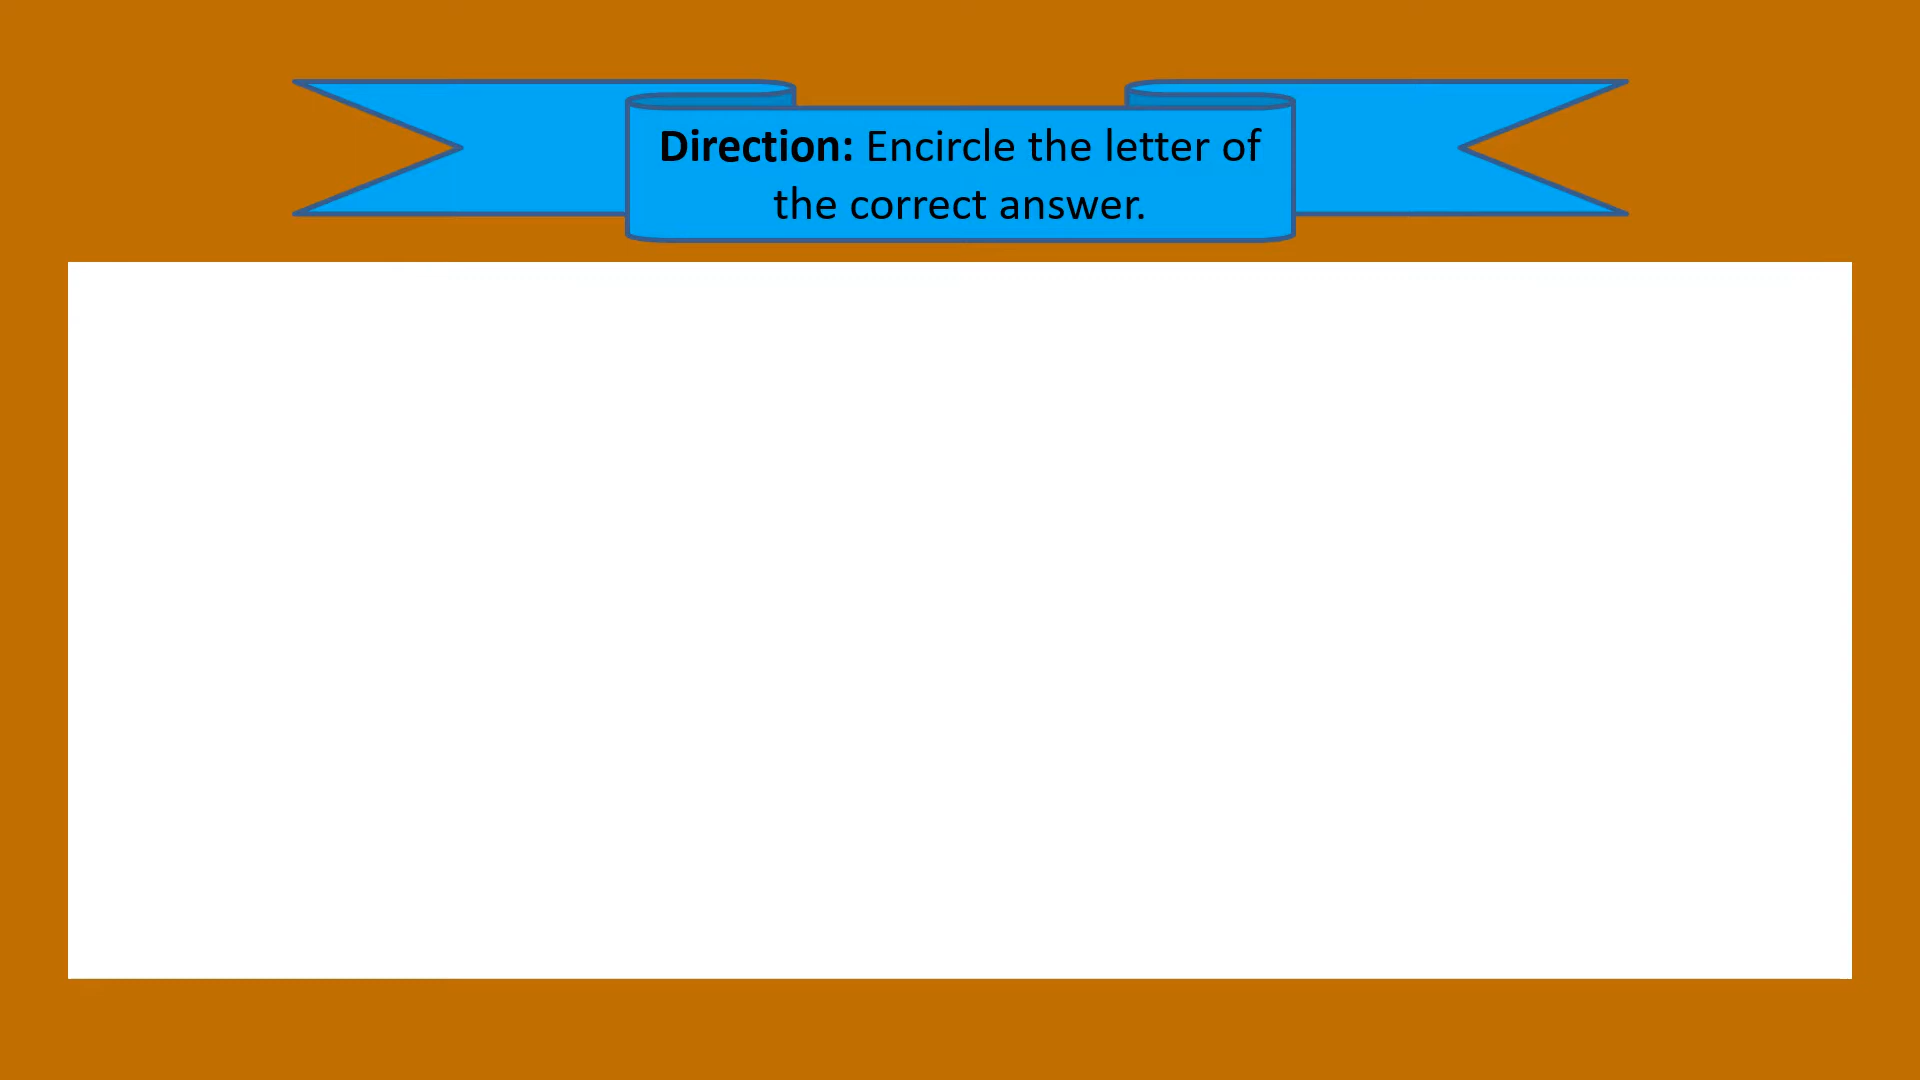 Direction: Encircle the letter of
the correct answer.